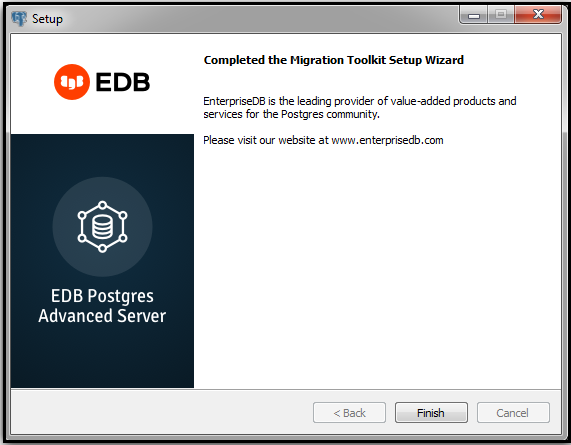 Setup
EDB
Completed the Migration Toolkit Setup Wizard
EnterpriseDB is the leading provider of value-added products and
services for the Postgres community.
Please visit our website at www.enterprisedb.com
EDB Postgres
Advanced Server
< Back
Finish
Cancel